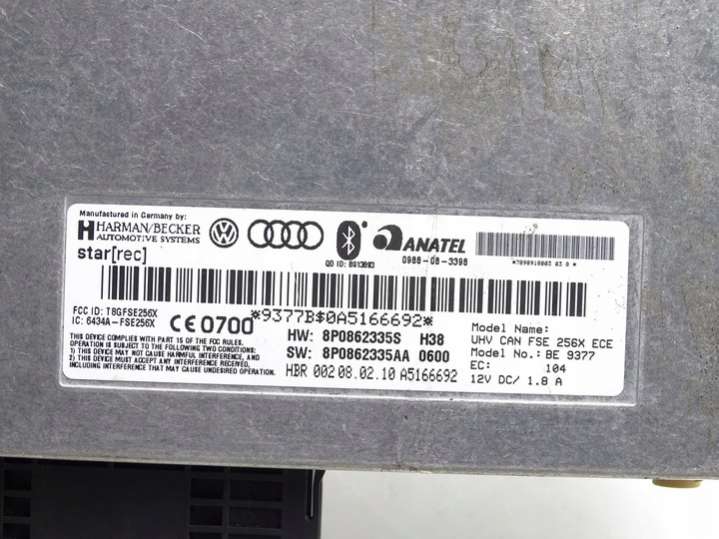 Manufactured in Germany by:
HARMAN/BECKER
AUTOMOTIVE SYSTEMS
star[rec]
ANATEL
QD ID: B013893
0988-08-3398
FCC ID: T8GFSE256X
IC: 6434A-FSE256X
CE 0700
*9377B$0A5166692*
THIS DEVICE COMPLIES WITH PART 15 OF THE FCC RULES.
OPERATION IS SUBJECT TO THE FOLLOWING TWO CONDITIONS:
(1) THIS DEVICE MAY NOT CAUSE HARMFUL INTERFERENCE, AND
(2) THIS DEVICE MUST ACCEPT ANY INTERFERENCE RECEIVED,
INCLUDING INTERFERENCE THAT MAY CAUSE UNDESIRED OPERATION.
HW: 8P0862335S H38
SW: 8P0862335AA 0600
HBR 002 08.02.10 A5166692
Model Name:
UHV CAN FSE 256X ECE
Model No.: BE 9377
EC: 104
12V DC/ 1.8 A